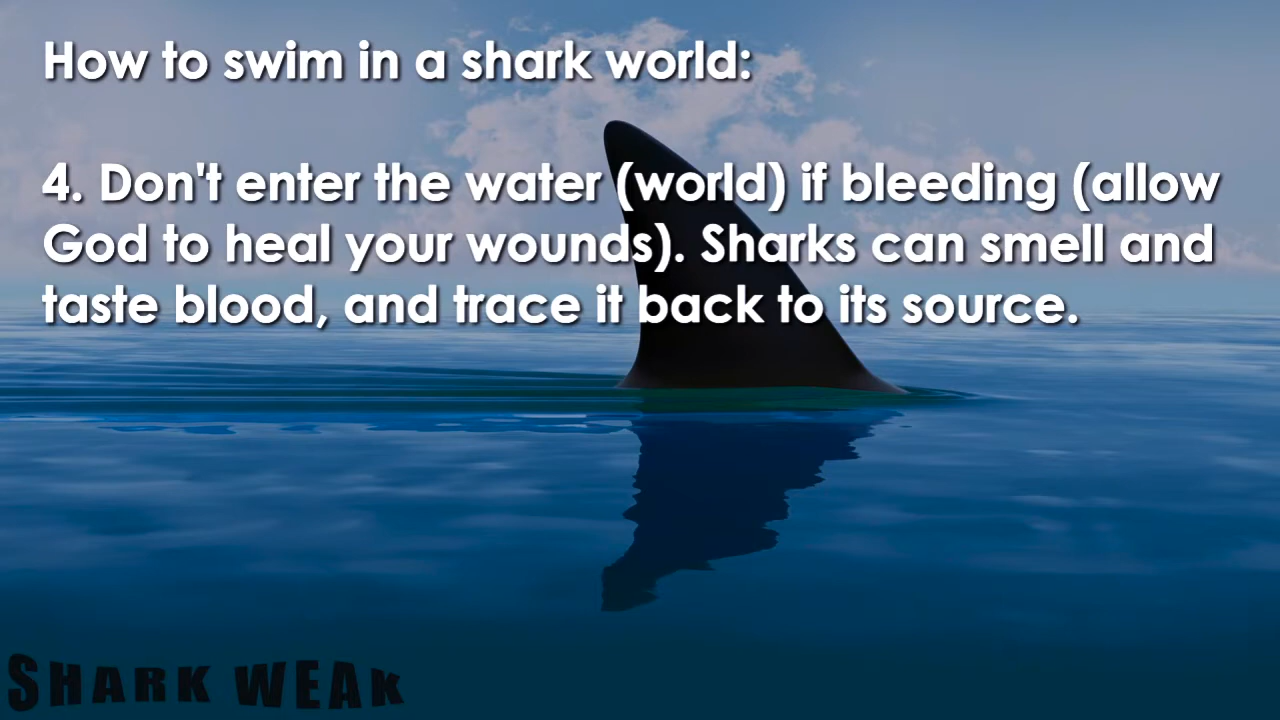 How to swim in a shark world:
4. Don't enter the water (world) if bleeding (allow
God to heal your wounds). Sharks can smell and
taste blood, and trace it back to its source.
SHARK WEAK